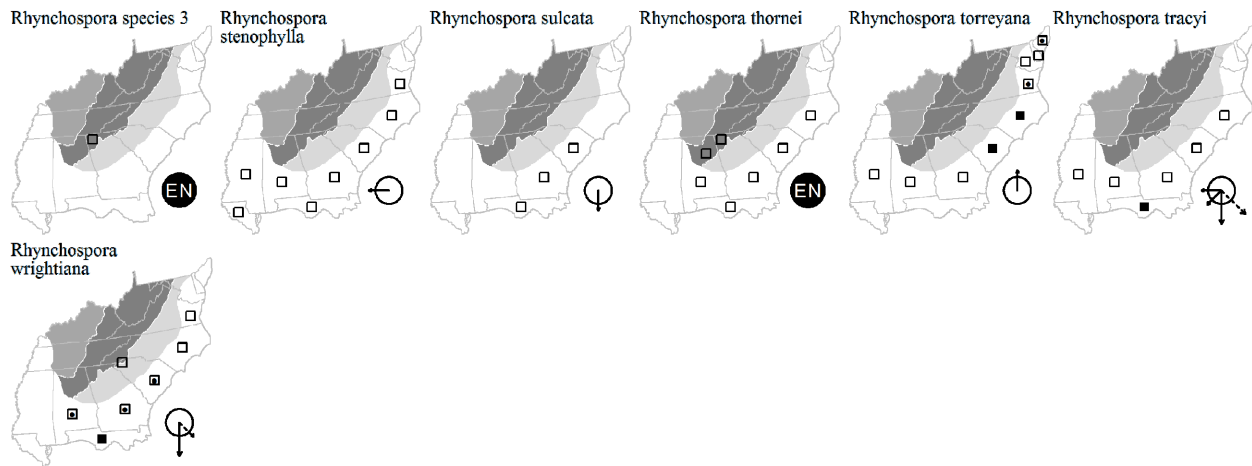 Rhynchospora species 3
Rhynchospora
stenophylla
Rhynchospora sulcata
Rhynchospora thornei
Rhynchospora torreyana
Rhynchospora tracyi
EN
EN
Rhynchospora
wrightiana